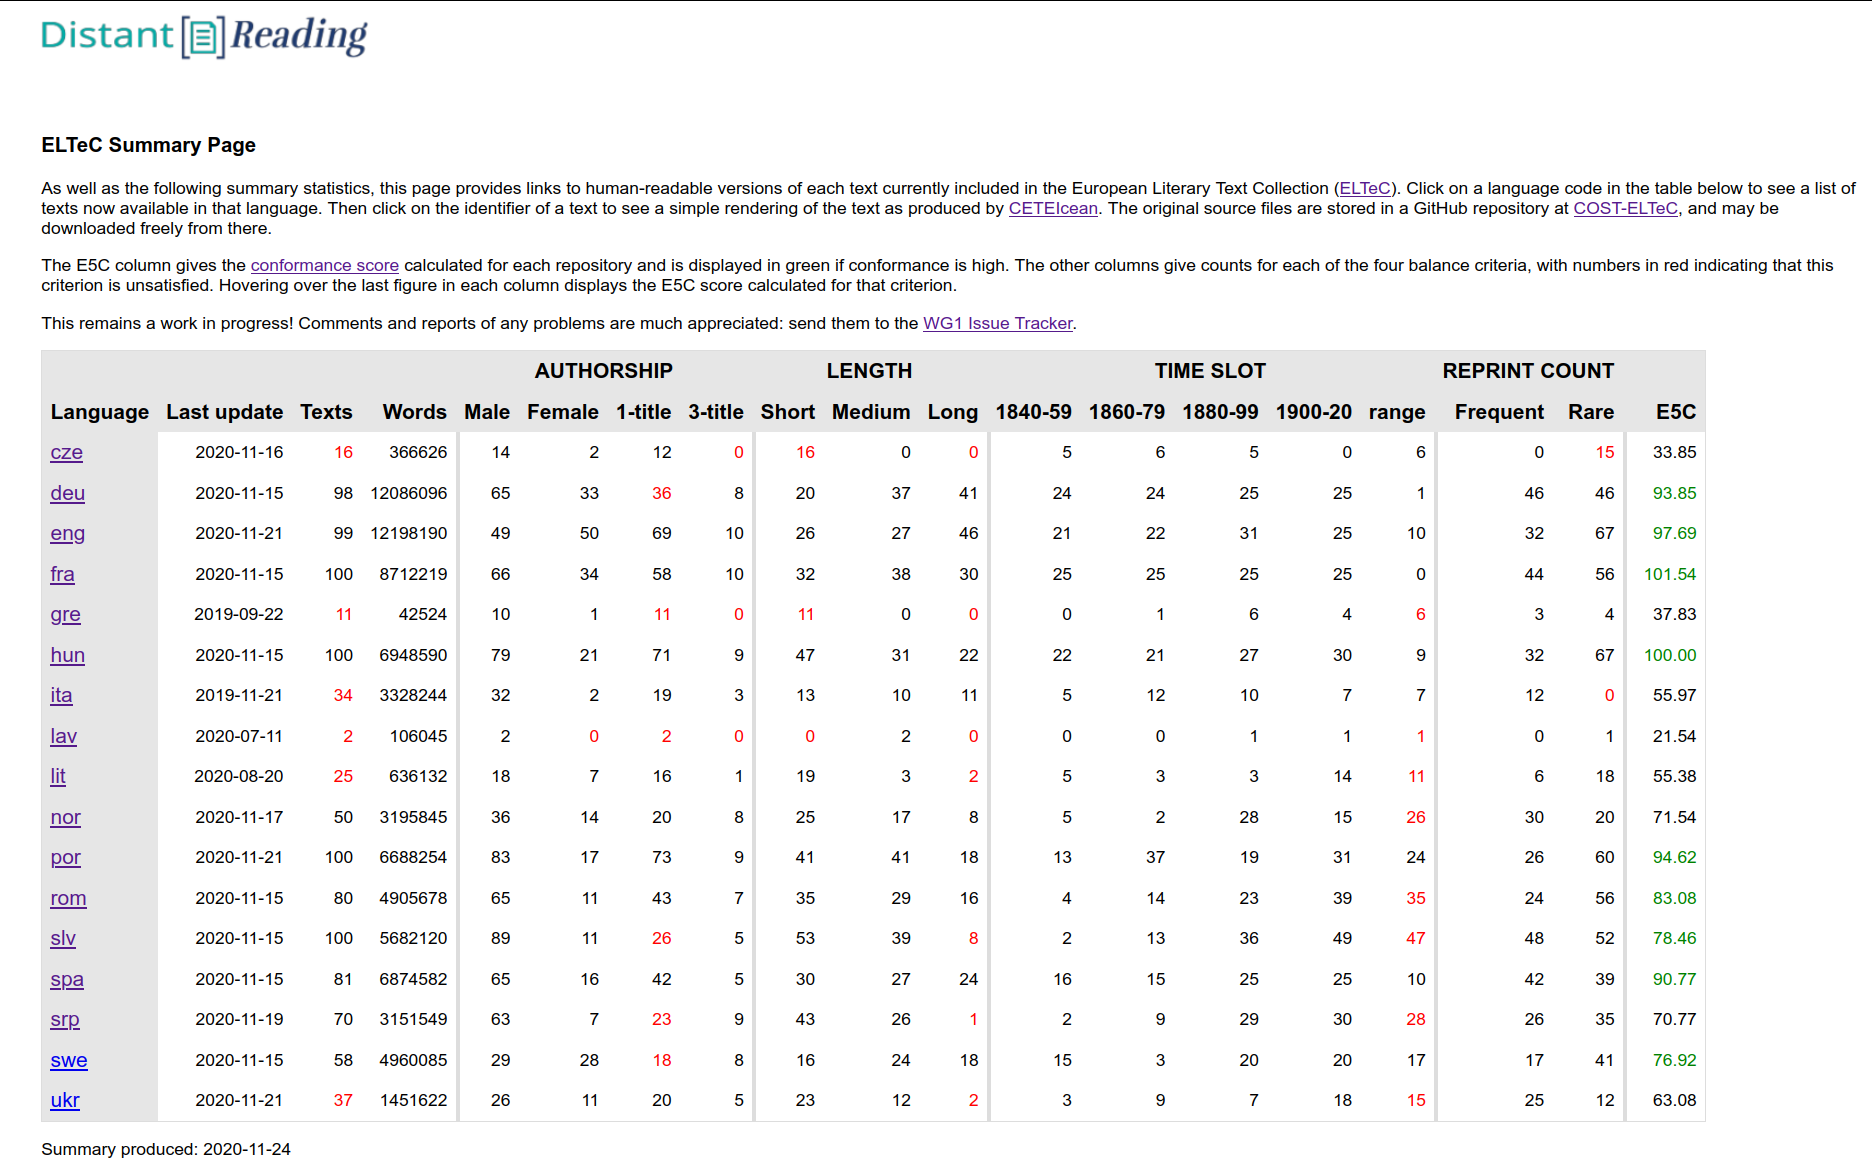 Distant Reading
ELTeC Summary Page
As well as the following summary statistics, this page provides links to human-readable versions of each text currently included in the European Literary Text Collection (ELTeC). Click on a language code in the table below to see a list of
texts now available in that language. Then click on the identifier of a text to see a simple rendering of the text as produced by CETEIcean. The original source files are stored in a GitHub repository at COST-ELTeC, and may be
downloaded freely from there.
The E5C column gives the conformance score calculated for each repository and is displayed in green if conformance is high. The other columns give counts for each of the four balance criteria, with numbers in red indicating that this
criterion is unsatisfied. Hovering over the last figure in each column displays the E5C score calculated for that criterion.
This remains a work in progress! Comments and reports of any problems are much appreciated: send them to the WG1 Issue Tracker.
AUTHORSHIP LENGTH TIME SLOT REPRINT COUNT
Language Last update Texts Words Male Female 1-title 3-title Short Medium Long 1840-59 1860-79 1880-99 1900-20 range Frequent Rare E5C
cze 2020-11-16 16 366626 14 2 12 0 16 0 0 5 6 5 0 6 0 15 33.85
deu 2020-11-15 98 12086096 65 33 36 8 20 37 41 24 24 25 25 1 46 46 93.85
eng 2020-11-21 99 12198190 49 50 69 10 26 27 46 21 22 31 25 10 32 67 97.69
fra 2020-11-15 100 8712219 66 34 58 10 32 38 30 25 25 25 25 0 44 56 101.54
gre 2019-09-22 11 42524 10 1 11 0 11 0 0 0 1 6 4 6 3 4 37.83
hun 2020-11-15 100 6948590 79 21 71 9 47 31 22 22 21 27 30 9 32 67 100.00
ita 2019-11-21 34 3328244 32 2 19 3 13 10 11 5 12 10 7 7 12 0 55.97
lav 2020-07-11 2 106045 2 0 2 0 0 2 0 0 0 1 1 1 0 1 21.54
lit 2020-08-20 25 636132 18 7 16 1 19 3 2 5 3 3 14 11 6 18 55.38
nor 2020-11-17 50 3195845 36 14 20 8 25 17 8 5 2 28 15 26 30 20 71.54
por 2020-11-21 100 6688254 83 17 73 9 41 41 18 13 37 19 31 24 26 60 94.62
rom 2020-11-15 80 4905678 65 11 43 7 35 29 16 4 14 23 39 35 24 56 83.08
slv 2020-11-15 100 5682120 89 11 26 5 53 39 8 2 13 36 49 47 48 52 78.46
spa 2020-11-15 81 6874582 65 16 42 5 30 27 24 16 15 25 25 10 42 39 90.77
srp 2020-11-19 70 3151549 63 7 23 9 43 26 1 2 9 29 30 28 26 35 70.77
swe 2020-11-15 58 4960085 29 28 18 8 16 24 18 15 3 20 20 17 17 41 76.92
ukr 2020-11-21 37 1451622 26 11 20 5 23 12 2 3 9 7 18 15 25 12 63.08
Summary produced: 2020-11-24